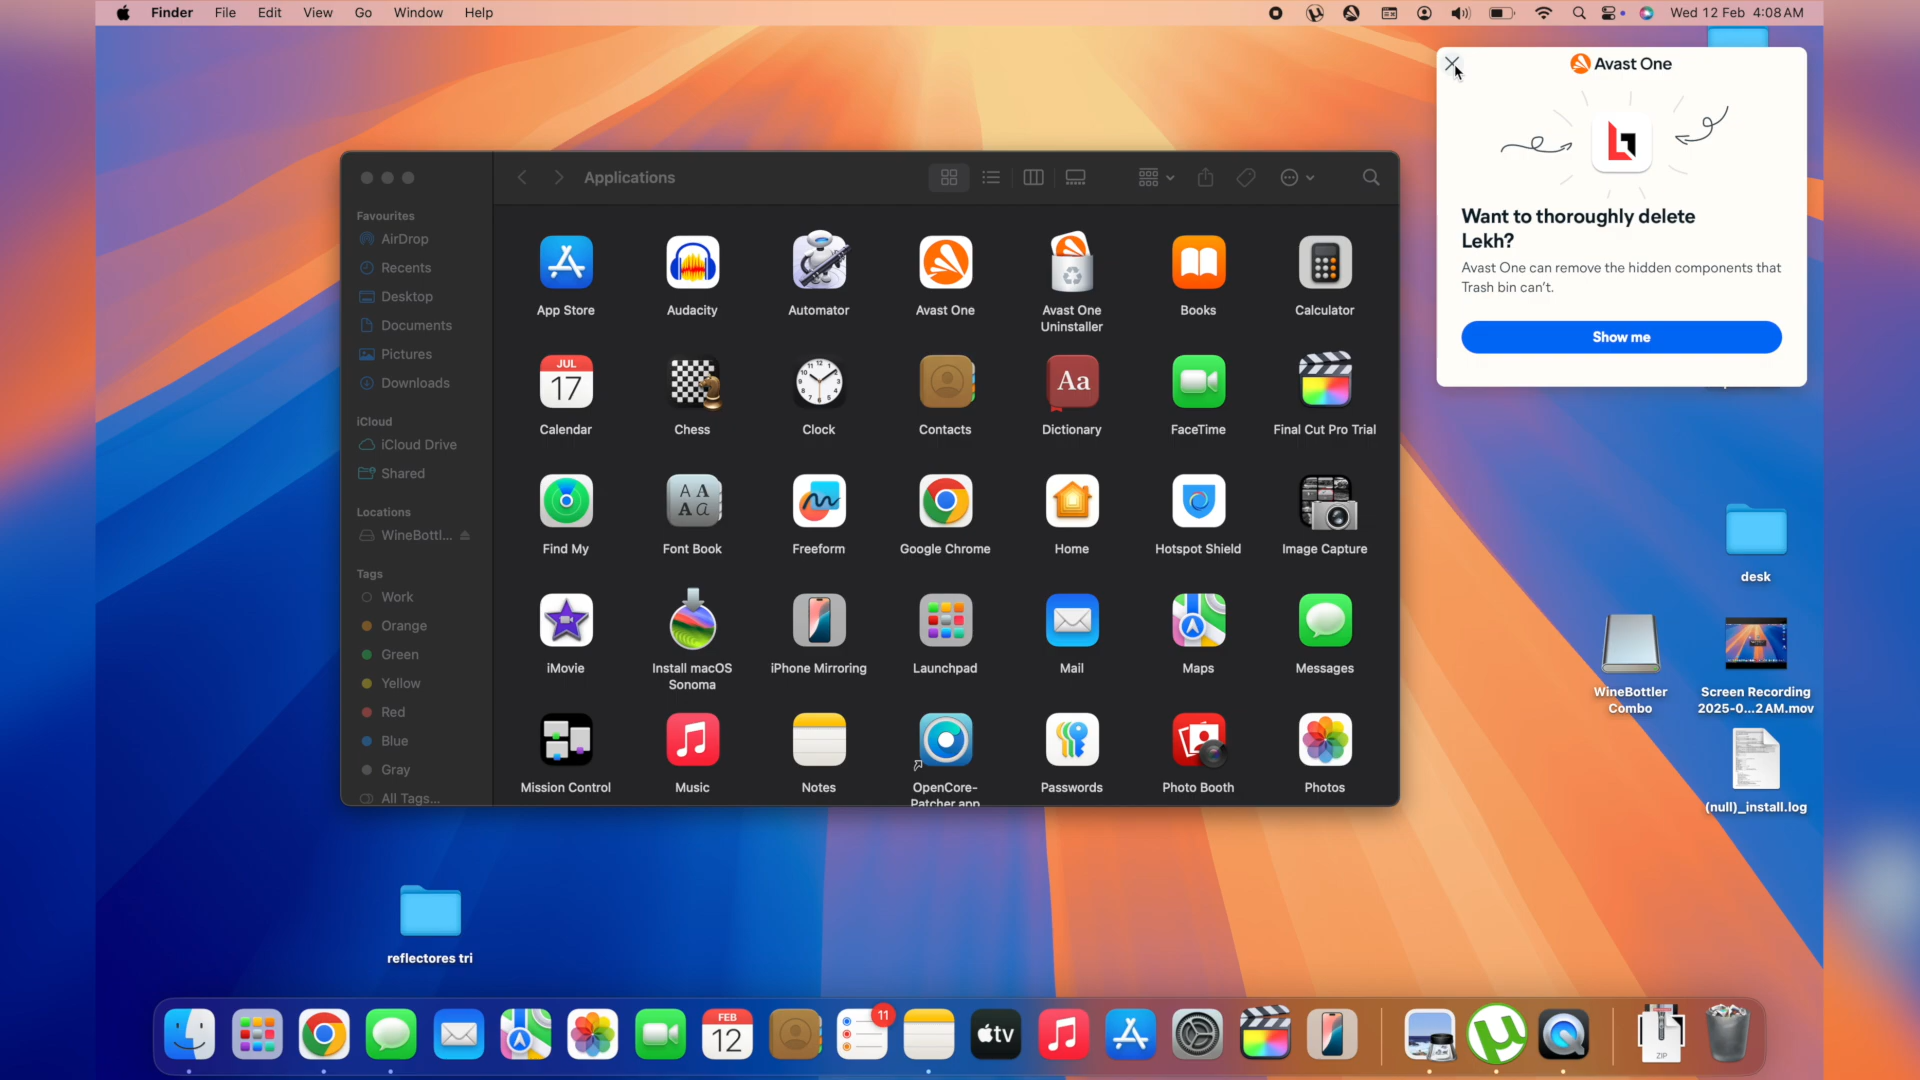 Finder File Edit View Go Window Help
Wed 12 Feb 4:08 AM
Avast One
Want to thoroughly delete
Lekh?
Avast One can remove the hidden components that
Trash bin can't.
Show me
Applications
Favourites
AirDrop
Recents
Desktop
Documents
Pictures
Downloads
iCloud
iCloud Drive
Shared
Locations
WineBottl...
Tags
Work
Orange
Green
Yellow
Red
Blue
Gray
All Tags...
App Store
Audacity
Automator
Avast One
Avast One
Uninstaller
Books
Calculator
JUL
17
Aa
Calendar
Chess
Clock
Contacts
Dictionary
FaceTime
Final Cut Pro Trial
A A
A a
Find My
Font Book
Freeform
Google Chrome
Home
Hotspot Shield
Image Capture
iMovie
Install macOS
Sonoma
iPhone Mirroring
Launchpad
Mail
Maps
Messages
Mission Control
Music
Notes
OpenCore-
Patcher.app
Passwords
Photo Booth
Photos
desk
WineBottler
Combo
Screen Recording
2025-0...2 AM.mov
(null)_install.log
reflectores tri
FEB
12
11
tv
ZIP